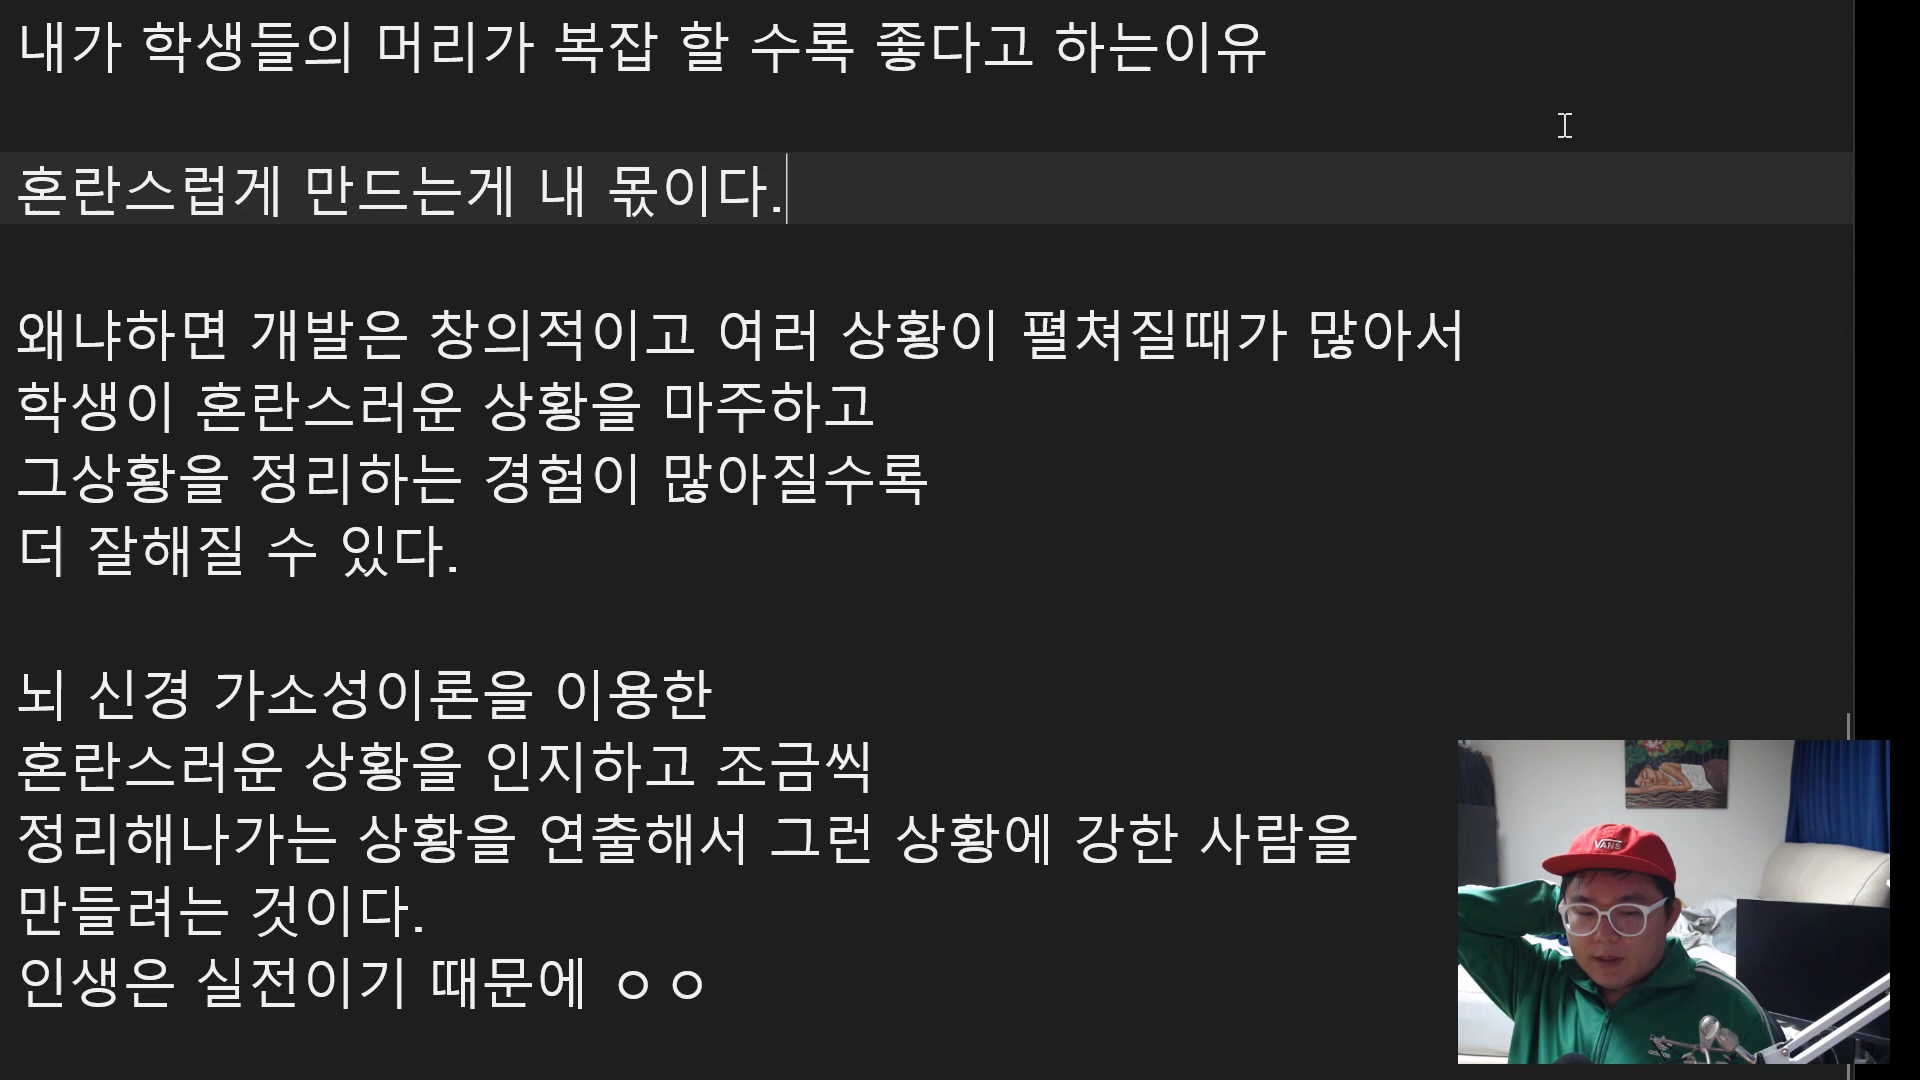 내가 학생들의 머리가 복잡 할 수록 좋다고 하는이유
혼란스럽게 만드는게 내 몫이다.
왜냐하면 개발은 창의적이고 여러 상황이 펼쳐질때가 많아서
학생이 혼란스러운 상황을 마주하고
그상황을 정리하는 경험이 많아질수록
더 잘해질 수 있다.
뇌 신경 가소성이론을 이용한
혼란스러운 상황을 인지하고 조금씩
정리해나가는 상황을 연출해서 그런 상황에 강한 사람을
만들려는 것이다.
인생은 실전이기 때문에 ㅇㅇ
VANS
adidas